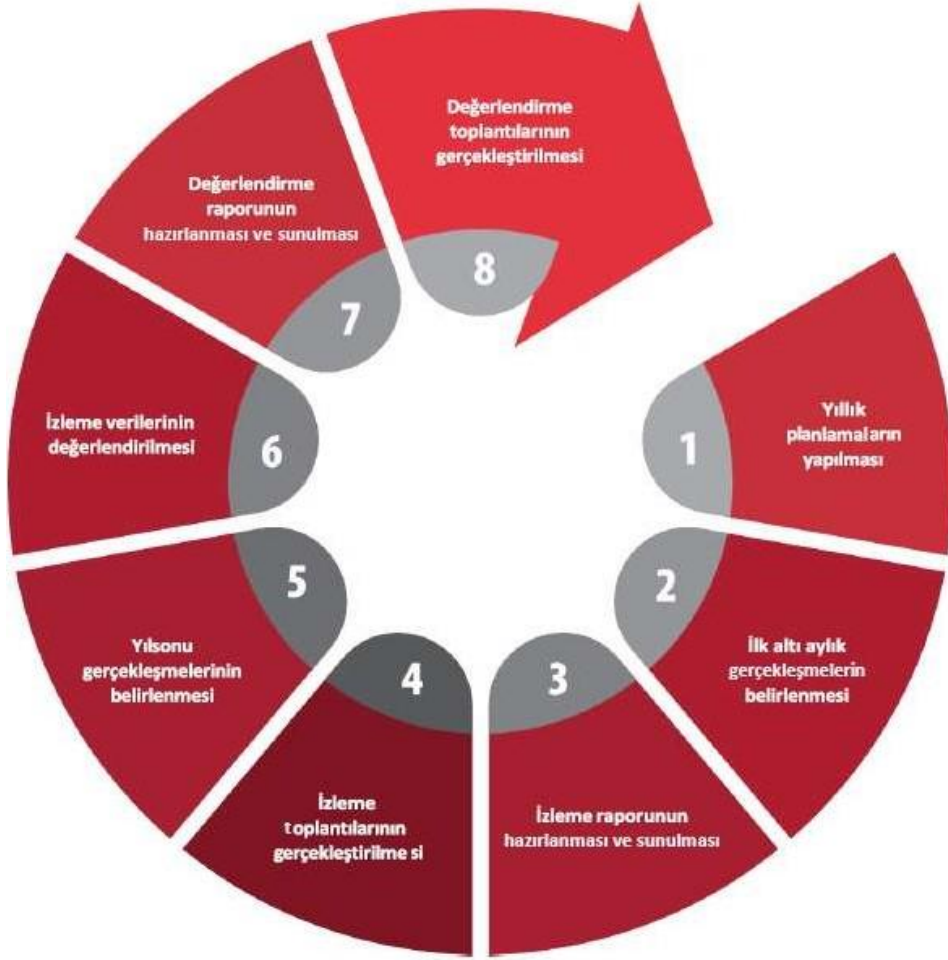 1
Yıllık
planlamaların
yapılması
2
İlk altı aylık
gerçekleşmelerin
belirlenmesi
3
İzleme raporunun
hazırlanması ve sunulması
4
İzleme
toplantılarının
gerçekleştirilme si
5
Yılsonu
gerçekleşmelerinin
belirlenmesi
6
İzleme verilerinin
değerlendirilmesi
7
Değerlendirme
raporunun
hazırlanması ve sunulması
8
Değerlendirme
toplantılarının
gerçekleştirilmesi